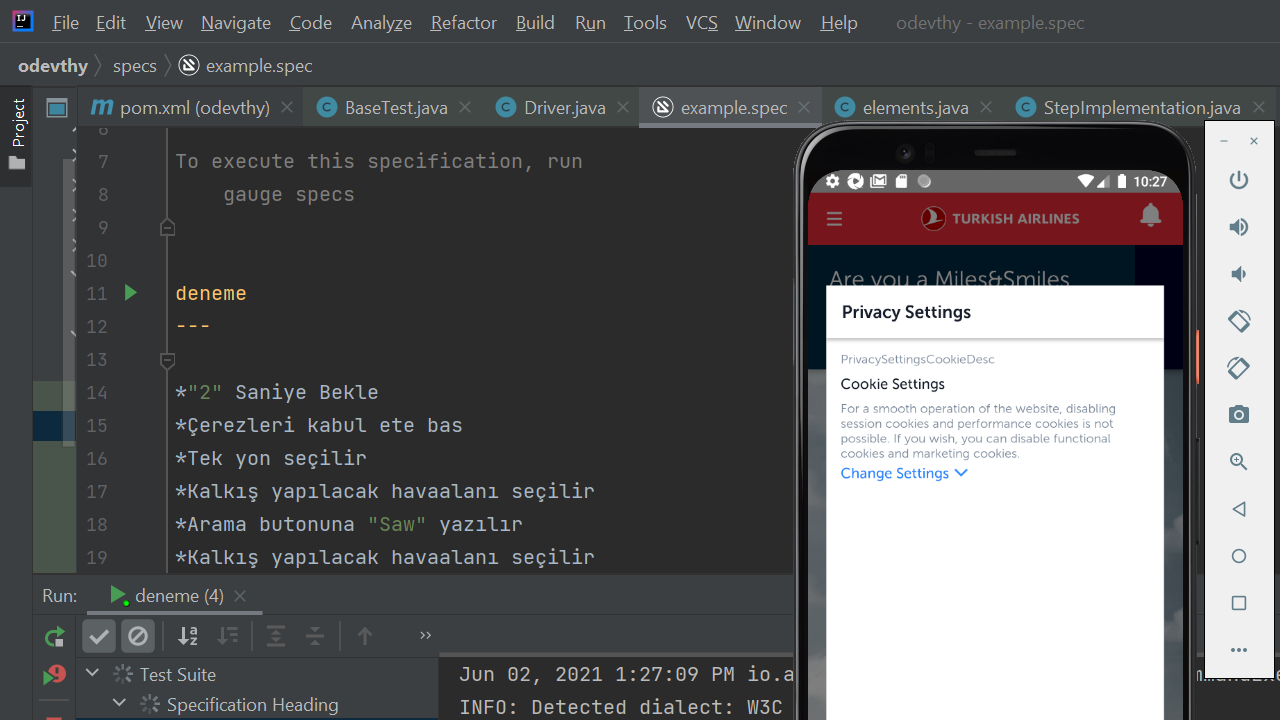 File Edit View Navigate Code Analyze Refactor Build Run Tools VCS Window Help odevthy - example.spec
odevthy specs example.spec
Project
pom.xml (odevthy) BaseTest.java Driver.java example.spec elements.java StepImplementation.java
7 To execute this specification, run
8 gauge specs
9
10
11 deneme
12 ---
13
14 *"2" Saniye Bekle
15 *Çerezleri kabul ete bas
16 *Tek yon seçilir
17 *Kalkış yapılacak havaalanı seçilir
18 *Arama butonuna "Saw" yazılır
19 *Kalkış yapılacak havaalanı seçilir
Run: deneme (4)
Test Suite
Specification Heading
Jun 02, 2021 1:27:09 PM io.a
INFO: Detected dialect: W3C
10:27
TURKISH AIRLINES
Are you a Miles&Smiles
Privacy Settings
PrivacySettingsCookieDesc
Cookie Settings
For a smooth operation of the website, disabling
session cookies and performance cookies is not
possible. If you wish, you can disable functional
cookies and marketing cookies.
Change Settings